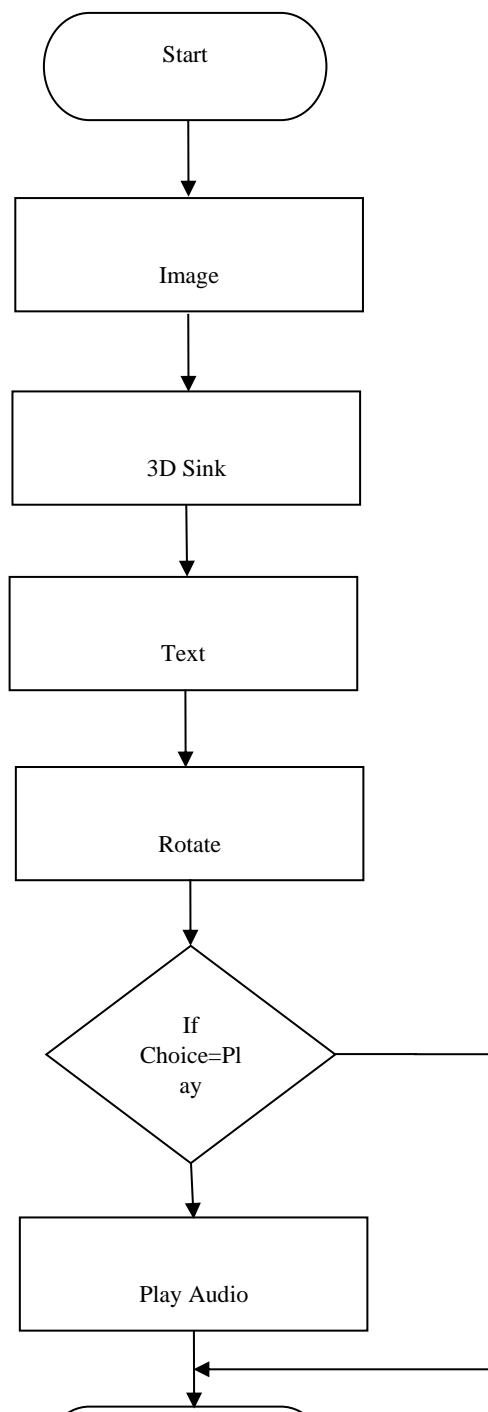 Start
Image
3D Sink
Text
Rotate
If
Choice=Pl
ay
Play Audio